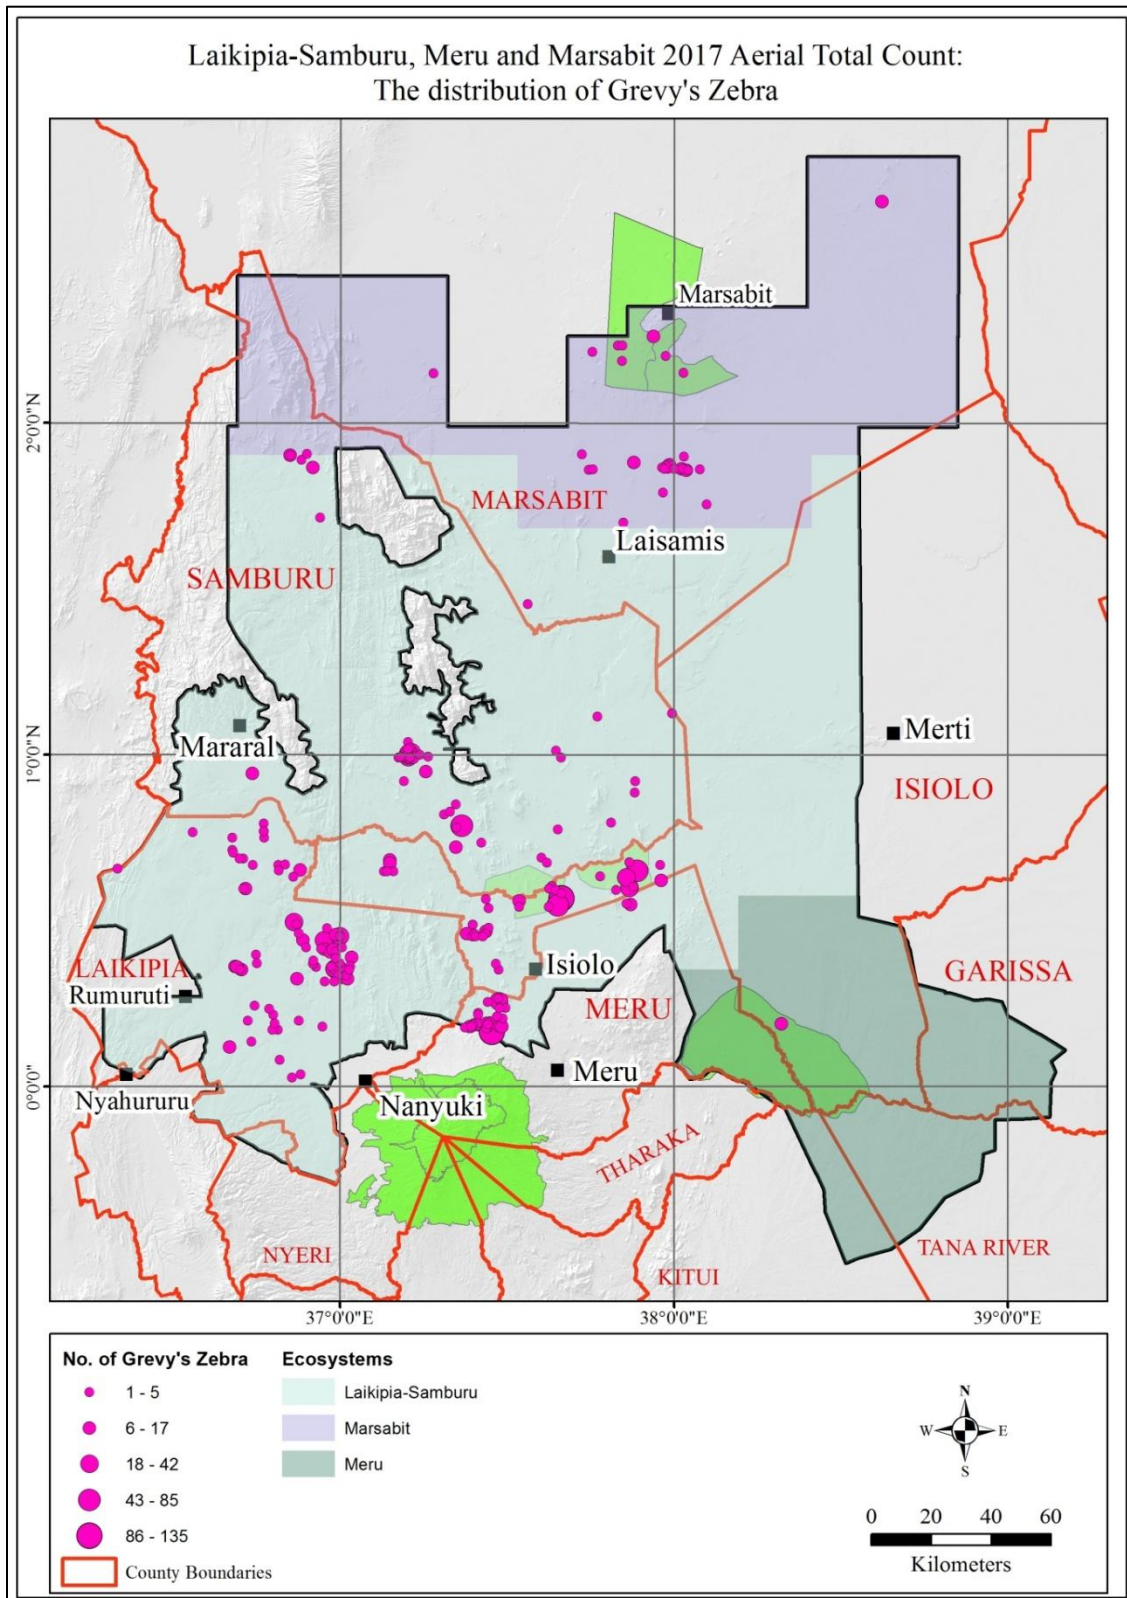 Laikipia-Samburu, Meru and Marsabit 2017 Aerial Total Count:
The distribution of Grevy's Zebra
Marsabit
2°0'0"N
MARSABIT
Laisamis
SAMBURU
Mararal
Merti
1°0'0"N
ISIOLO
LAIKIPIA
Isiolo
GARISSA
Rumuruti
MERU
Meru
0°0'0"
Nyahururu
Nanyuki
THARAKA
NYERI
KITUI
TANA RIVER
37°0'0"E
38°0'0"E
39°0'0"E
No. of Grevy's Zebra
1 - 5
6 - 17
18 - 42
43 - 85
86 - 135
County Boundaries
Ecosystems
Laikipia-Samburu
Marsabit
Meru
N
W
E
S
0 20 40 60
Kilometers